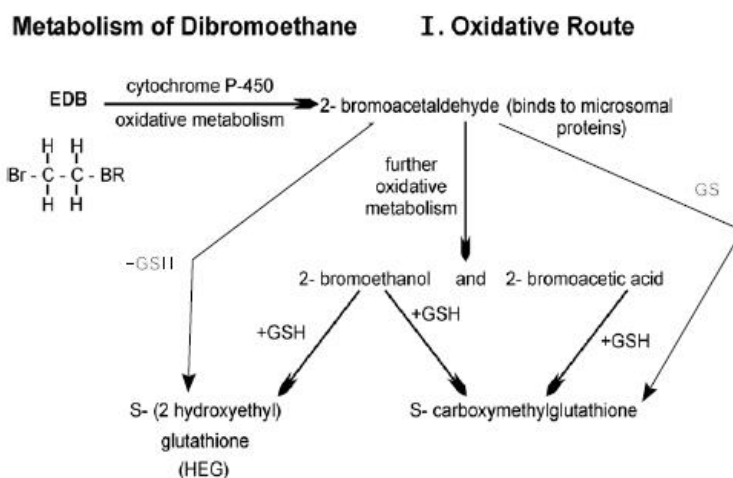 Metabolism of Dibromoethane I. Oxidative Route
cytochrome P-450
EDB
oxidative metabolism
2- bromoacetaldehyde (binds to microsomal
proteins)
H H
Br - C - C - BR
H H
further
oxidative
metabolism
GS
-GSH
2- bromoethanol and 2- bromoacetic acid
+GSH
+GSH
+GSH
S- (2 hydroxyethyl)
glutathione
(HEG)
S- carboxymethylglutathione